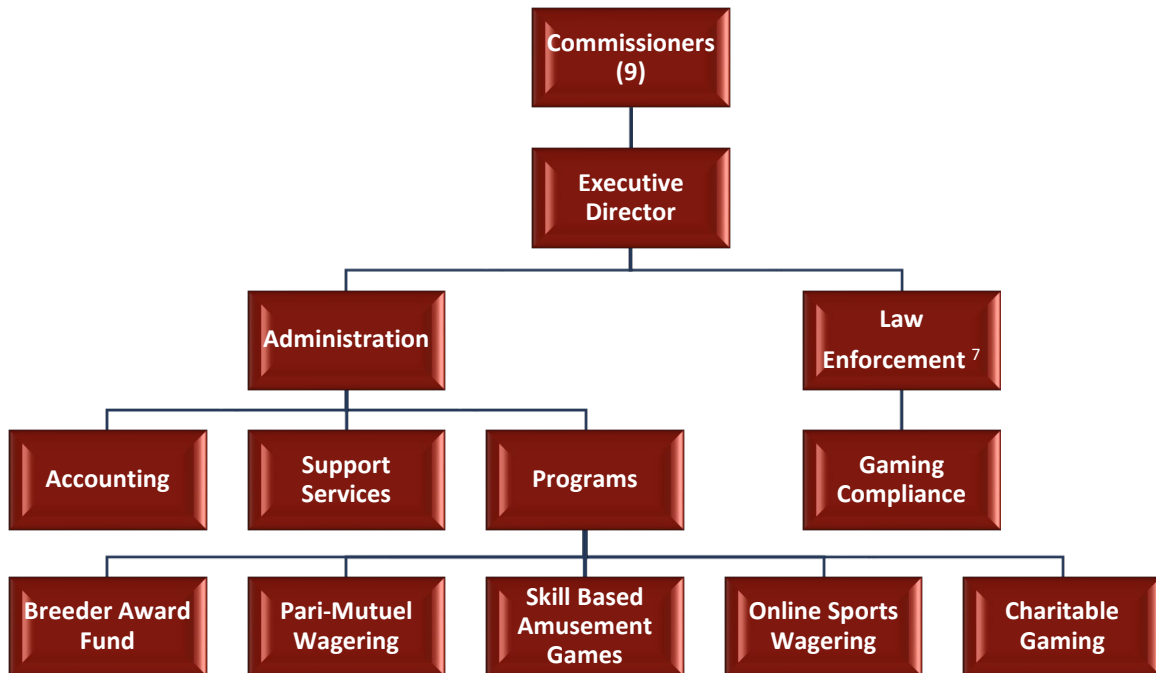 Commissioners
(9)
Executive
Director
Administration
Law
Enforcement 7
Accounting
Support
Services
Programs
Gaming
Compliance
Breeder Award
Fund
Pari-Mutuel
Wagering
Skill Based
Amusement
Games
Online Sports
Wagering
Charitable
Gaming